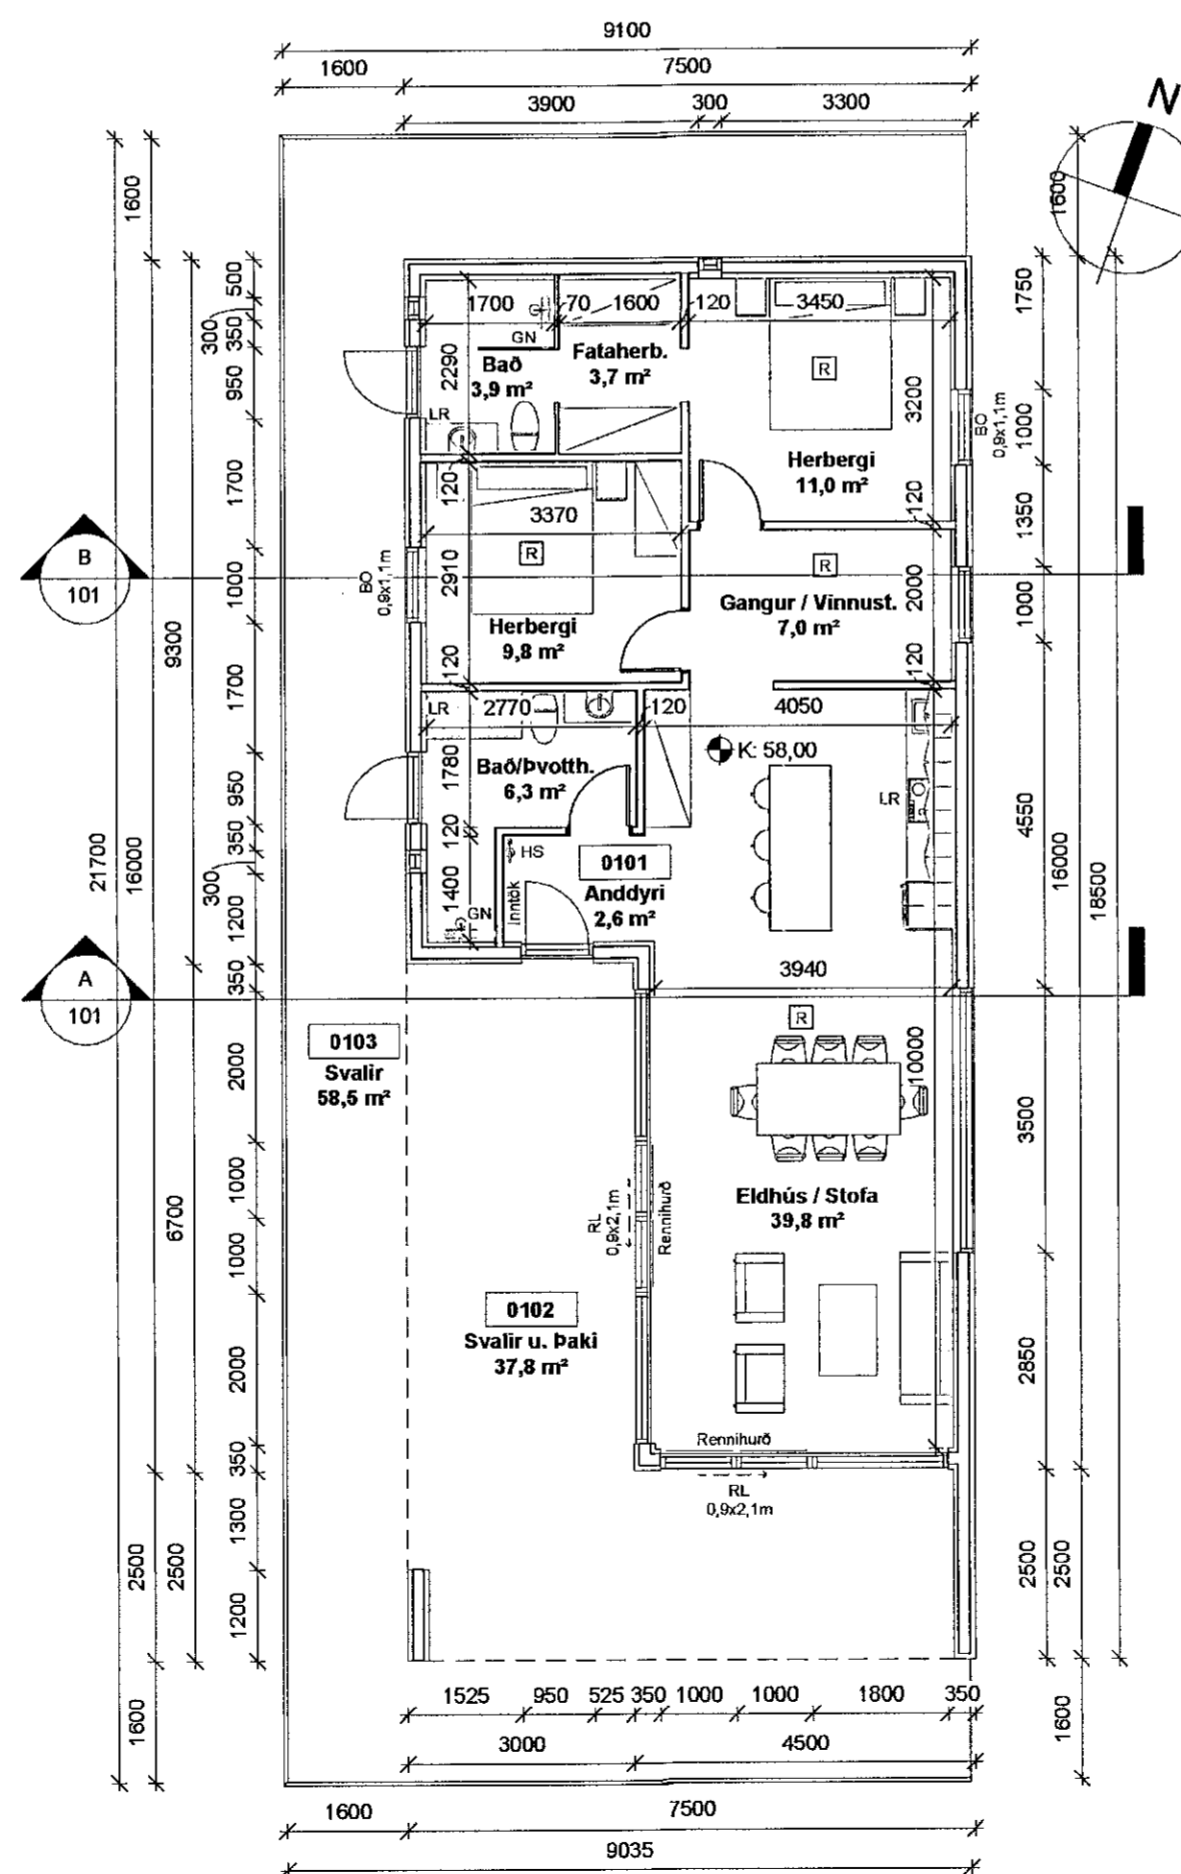 9100
1600
7500
3900
300
3300
N
1600
1600
500
300
350
950
1700
1000
1700
950
350
300
1200
350
2000
1000
1000
2000
350
1300
1200
9300
6700
2500
16000
2500
1600
21700
1700
70
1600
120
3450
GN
Bað
3,9 m²
2290
LR
Fataherb.
3,7 m²
R
3200
Herbergi
11,0 m²
120
BO
0,9x1,1m
1750
1000
1350
1000
4550
3500
2850
2500
16000
2500
1600
18500
B
101
BO
0,9x1,1m
120
3370
R
2910
Herbergi
9,8 m²
120
R
Gangur / Vinnust.
7,0 m²
2000
120
LR
2770
120
4050
1780
Bað/Þvotth.
6,3 m²
K: 58,00
LR
120
HS
0101
Anddyri
2,6 m²
Inntök
1400
GN
A
101
3940
R
10000
0103
Svalir
58,5 m²
RL
0,9x2,1m
Rennihurð
Eldhús / Stofa
39,8 m²
0102
Svalir u. Þaki
37,8 m²
Rennihurð
RL
0,9x2,1m
1525
950
525
350
1000
1000
1800
350
3000
4500
1600
7500
9035